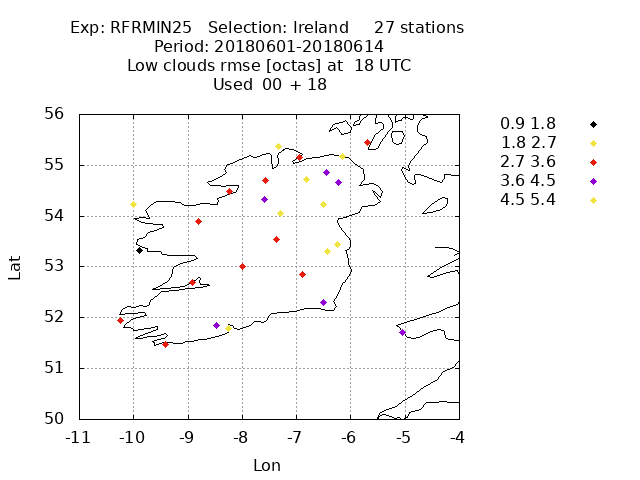 Exp: RFRMIN25 Selection: Ireland 27 stations
Period: 20180601-20180614
Low clouds rmse [octas] at 18 UTC
Used 00 + 18
56
55
54
53
52
51
50
-11 -10 -9 -8 -7 -6 -5 -4
Lat
Lon
0.9 1.8
1.8 2.7
2.7 3.6
3.6 4.5
4.5 5.4